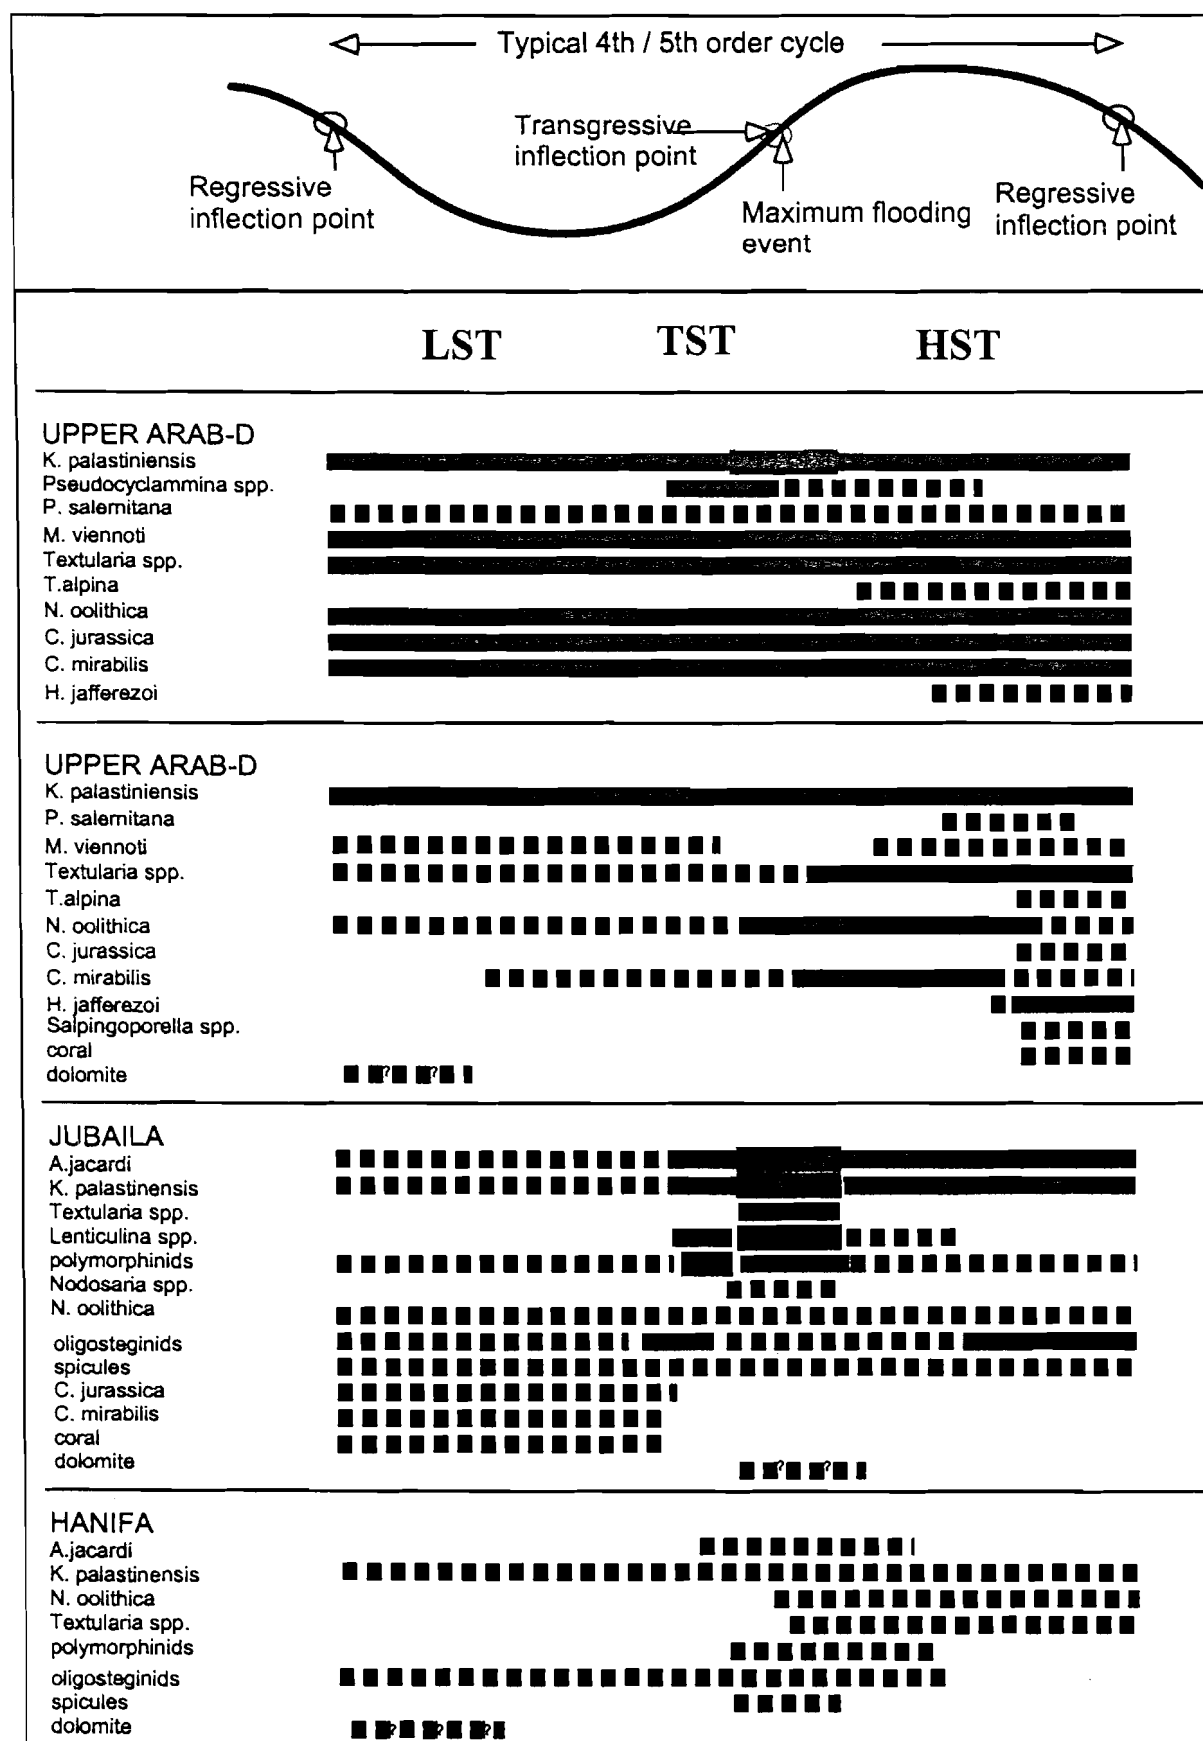 Typical 4th / 5th order cycle
Transgressive
inflection point
Regressive
inflection point
Maximum flooding
event
Regressive
inflection point
LST TST HST
UPPER ARAB-D
K. palastiniensis
Pseudocyclammina spp.
P. salernitana
M. viennoti
Textularia spp.
T.alpina
N. oolithica
C. jurassica
C. mirabilis
H. jafferezoi
UPPER ARAB-D
K. palastiniensis
P. salernitana
M. viennoti
Textularia spp.
T.alpina
N. oolithica
C. jurassica
C. mirabilis
H. jafferezoi
Salpingoporella spp.
coral
dolomite ? ?
JUBAILA
A.jacardi
K. palastinensis
Textularia spp.
Lenticulina spp.
polymorphinids
Nodosaria spp.
N. oolithica
oligosteginids
spicules
C. jurassica
C. mirabilis
coral
dolomite ? ?
HANIFA
A.jacardi
K. palastinensis
N. oolithica
Textularia spp.
polymorphinids
oligosteginids
spicules
dolomite ? ? ?